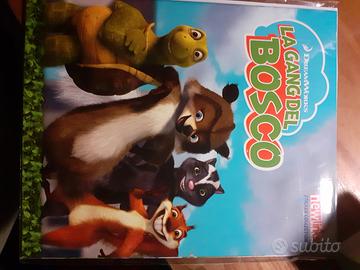 DREAMWORKS
LA GANG DEL
BOSCO
subito